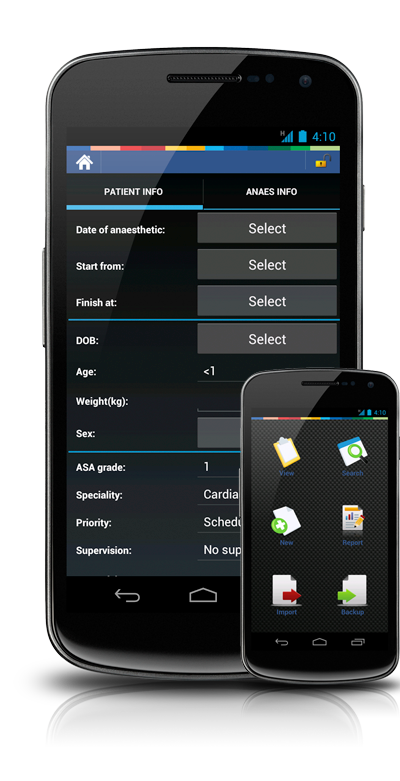 H 4:10
PATIENT INFO ANAES INFO
Date of anaesthetic: Select
Start from: Select
Finish at: Select
DOB: Select
Age: <1
Weight(kg):
Sex:
ASA grade: 1
Speciality: Cardia
Priority: Schedu
Supervision: No sup
4:10
View Search
New Report
Import Backup